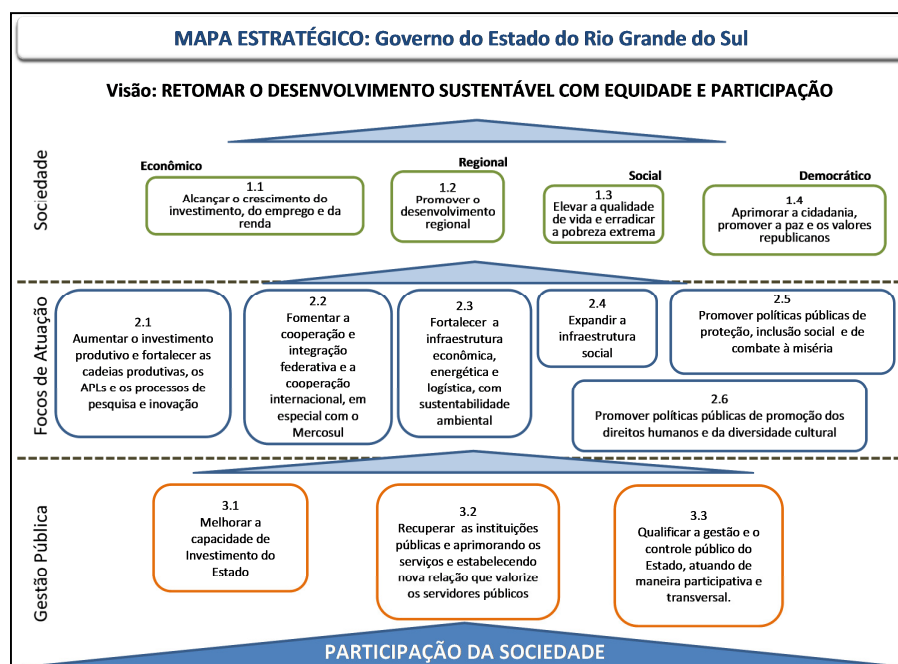 MAPA ESTRATÉGICO: Governo do Estado do Rio Grande do Sul
Visão: RETOMAR O DESENVOLVIMENTO SUSTENTÁVEL COM EQUIDADE E PARTICIPAÇÃO
Sociedade
Econômico
1.1
Alcançar o crescimento do
investimento, do emprego e da
renda
Regional
1.2
Promover o
desenvolvimento
regional
Social
1.3
Elevar a qualidade
de vida e erradicar
a pobreza extrema
Democrático
1.4
Aprimorar a cidadania,
promover a paz e os valores
republicanos
Focos de Atuação
2.1
Aumentar o investimento
produtivo e fortalecer as
cadeias produtivas, os
APLs e os processos de
pesquisa e inovação
2.2
Fomentar a
cooperação e
integração
federativa e a
cooperação
internacional, em
especial com o
Mercosul
2.3
Fortalecer a
infraestrutura
econômica,
energética e
logística, com
sustentabilidade
ambiental
2.4
Expandir a
infraestrutura
social
2.5
Promover políticas públicas de
proteção, inclusão social e de
combate à miséria
2.6
Promover políticas públicas de promoção dos
direitos humanos e da diversidade cultural
Gestão Pública
3.1
Melhorar a
capacidade de
Investimento do
Estado
3.2
Recuperar as instituições
públicas e aprimorando os
serviços e estabelecendo
nova relação que valorize
os servidores públicos
3.3
Qualificar a gestão e o
controle público do
Estado, atuando de
maneira participativa e
transversal.
PARTICIPAÇÃO DA SOCIEDADE